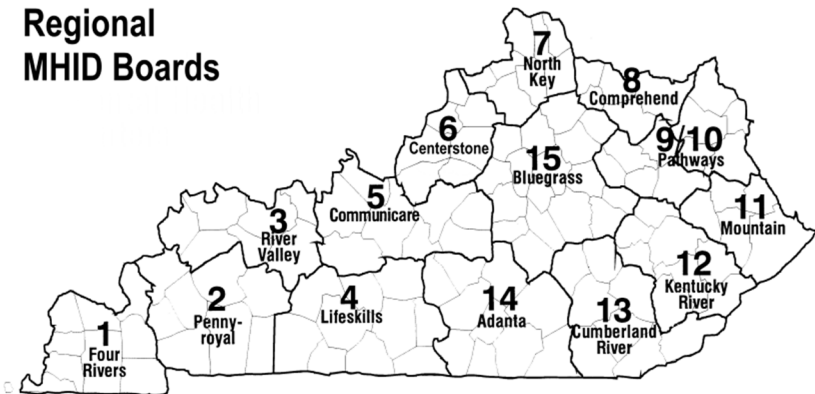 Regional
MHID Boards
7
North
Key
8
Comprehend
6
Centerstone
9/10
Pathways
15
Bluegrass
5
Communicare
11
Mountain
3
River
Valley
12
Kentucky
River
2
Penny-
royal
4
Lifeskills
14
Adanta
13
Cumberland
River
1
Four
Rivers